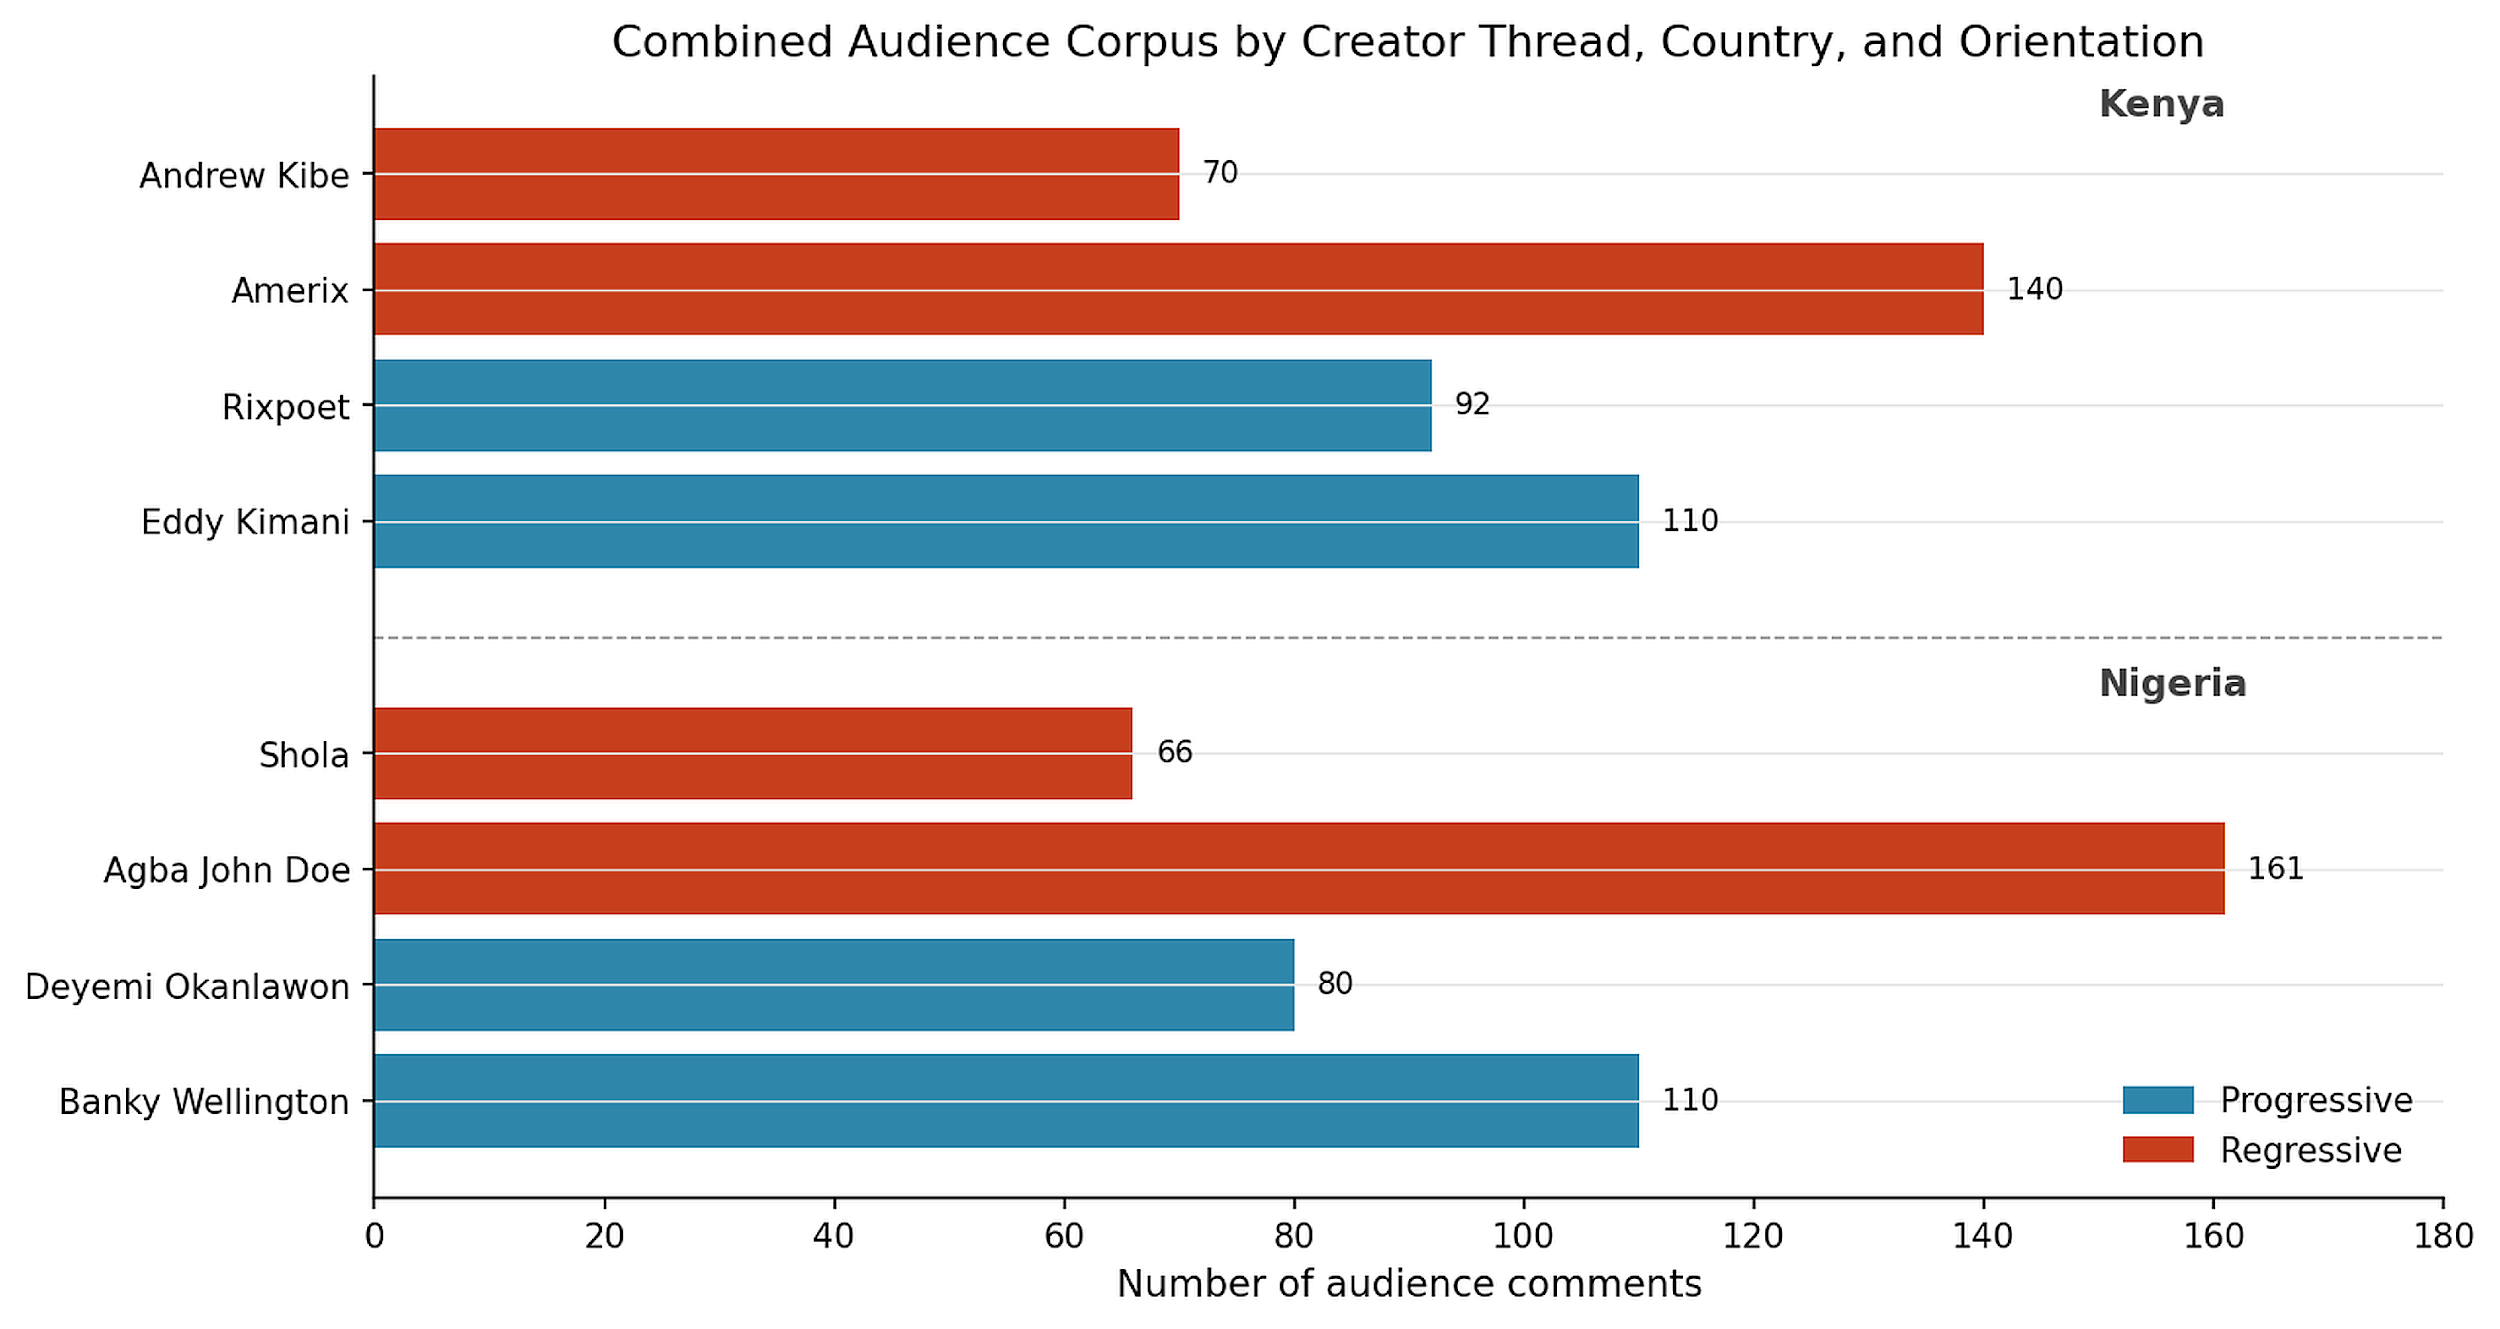 Combined Audience Corpus by Creator Thread, Country, and Orientation
Kenya
Andrew Kibe 70
Amerix 140
Rixpoet 92
Eddy Kimani 110
Nigeria
Shola 66
Agba John Doe 161
Deyemi Okanlawon 80
Banky Wellington 110
Progressive
Regressive
0 20 40 60 80 100 120 140 160 180
Number of audience comments